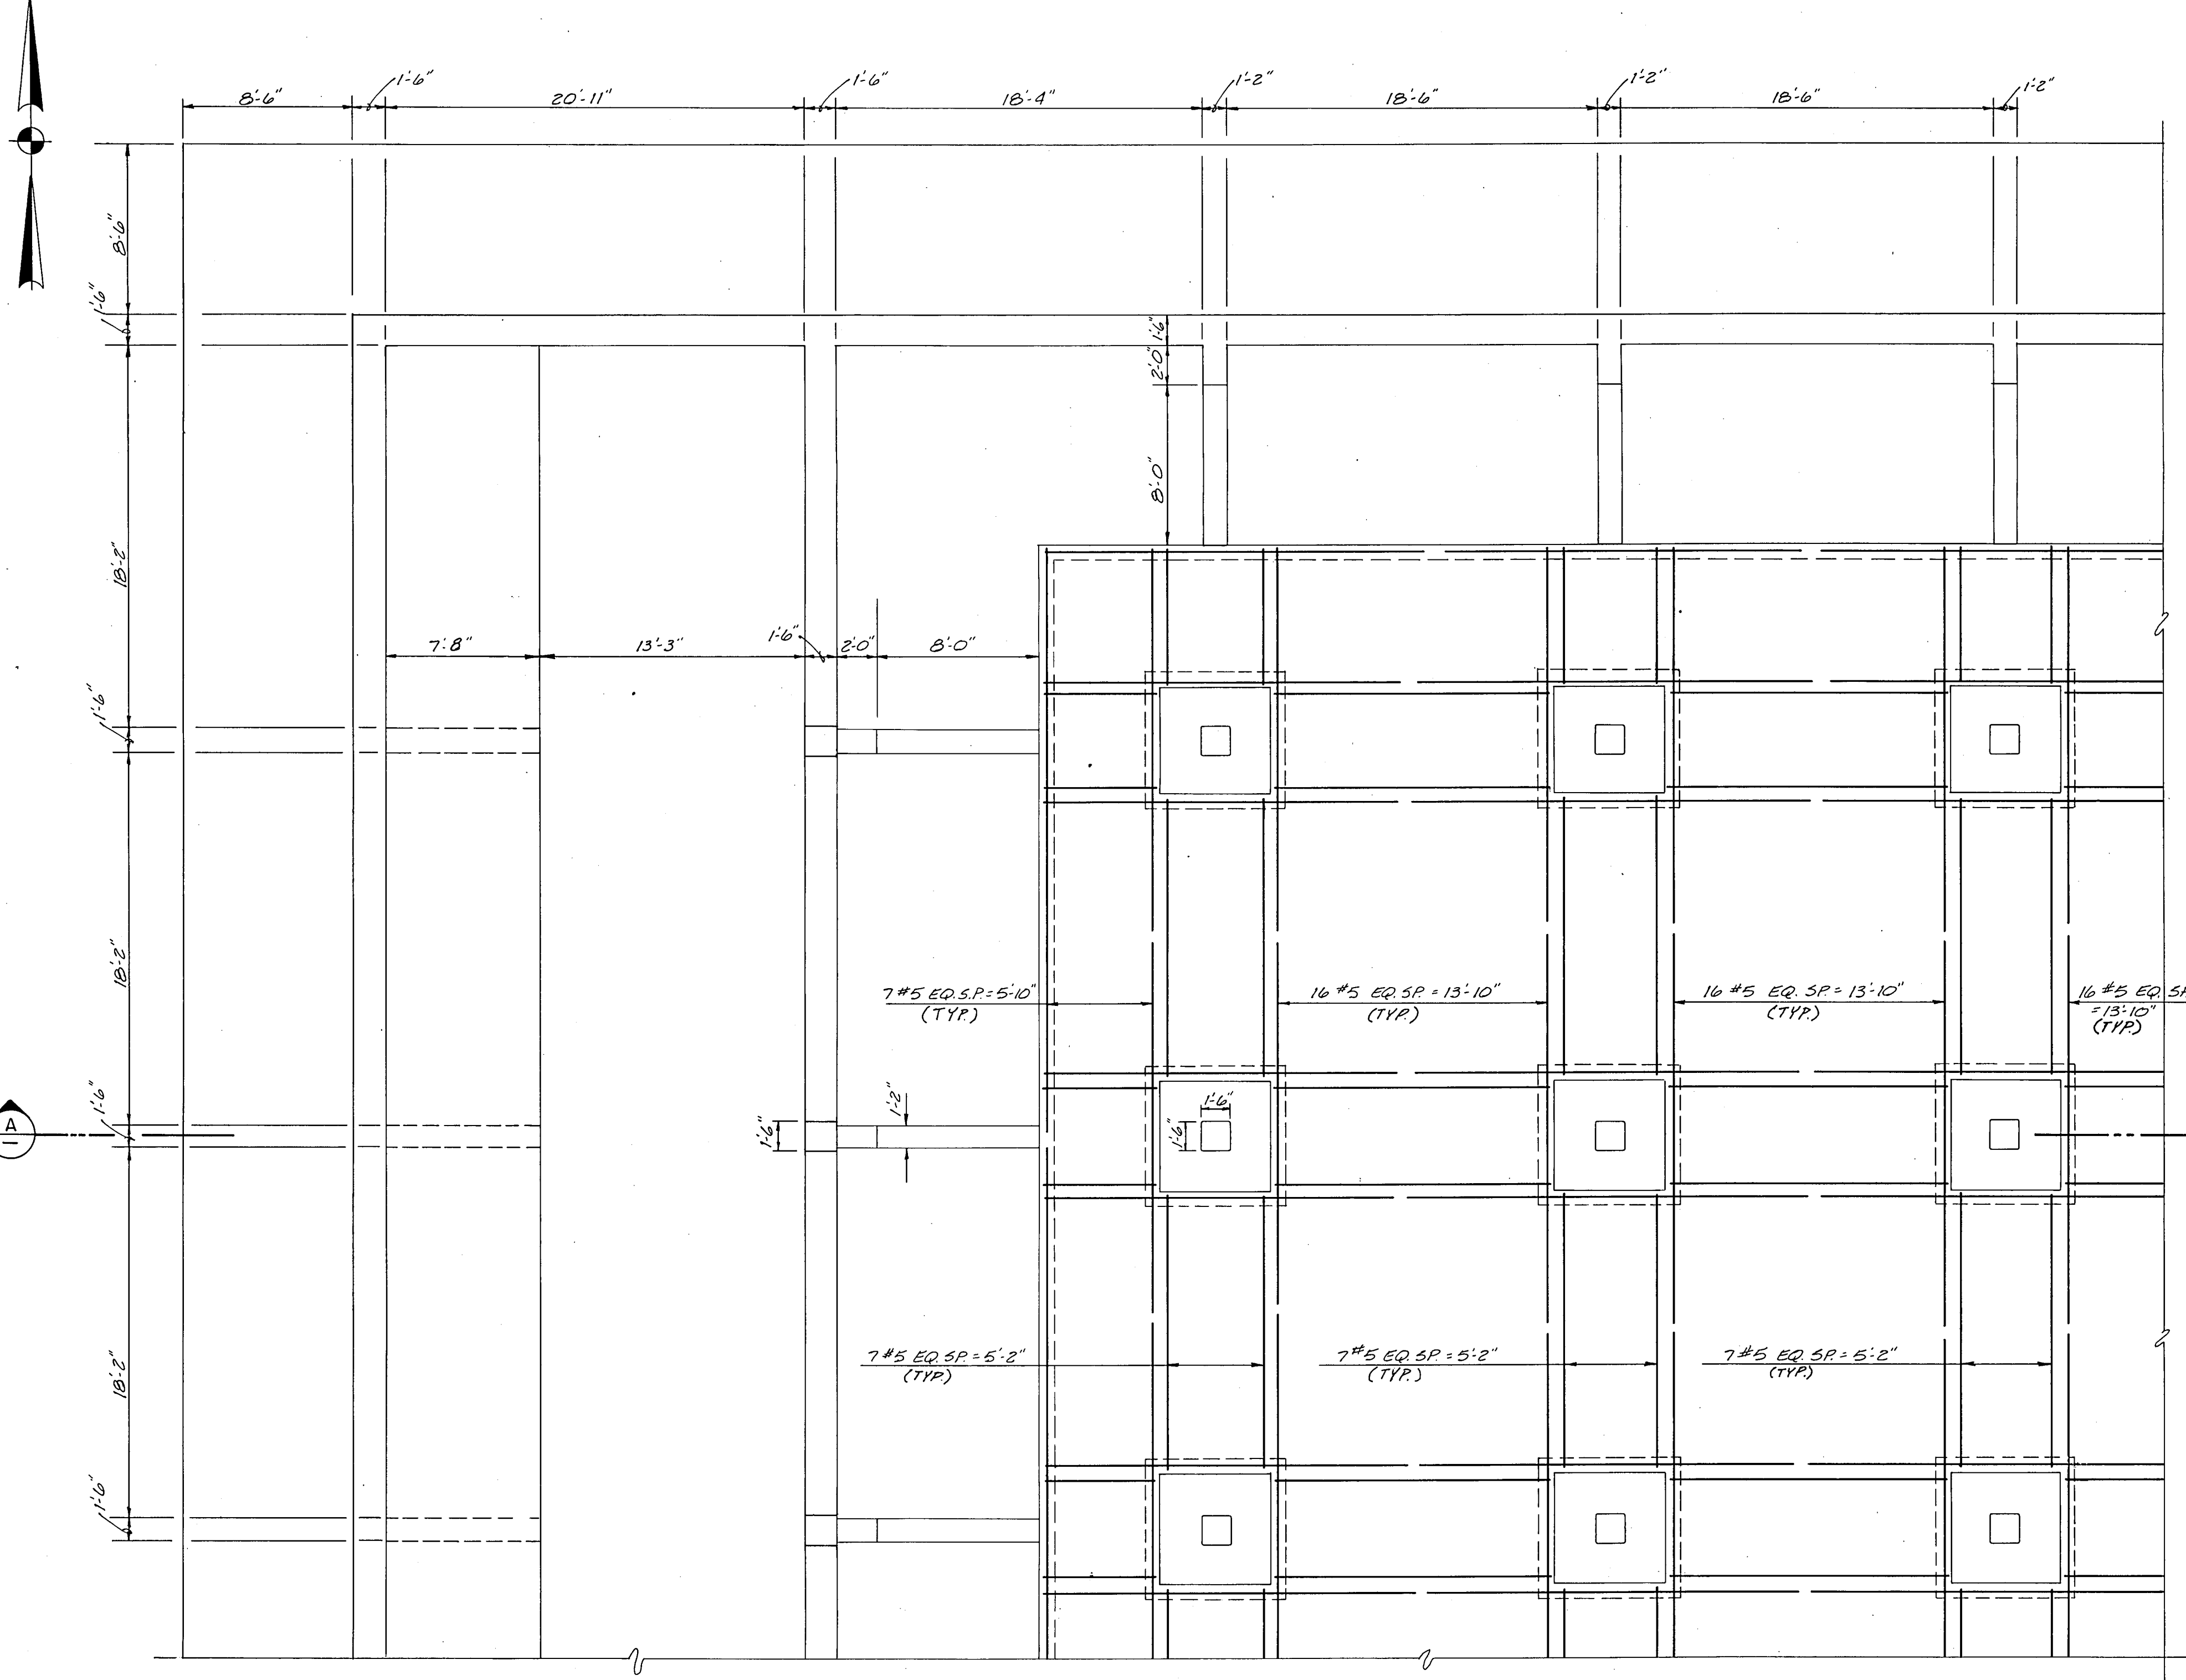 8'-6"
1'-6"
20'-11"
1'-6"
18'-4"
1'-2"
18'-6"
1'-2"
18'-6"
1'-2"
8'-6"
1'-6"
1'-6"
2'-0"
8'-0"
18'-2"
7'-8"
13'-3"
1'-6"
2'-0"
8'-0"
1'-6"
18'-2"
7 #5 EQ. S.P. = 5'-10"
(TYP.)
16 #5 EQ. SP. = 13'-10"
(TYP.)
16 #5 EQ. SP. = 13'-10"
(TYP.)
16 #5 EQ. SP.
= 13'-10"
(TYP.)
A
1'-6"
1'-6"
1'-2"
1'-6"
1'-6"
18'-2"
7 #5 EQ. SP. = 5'-2"
(TYP.)
7 #5 EQ. SP. = 5'-2"
(TYP.)
7 #5 EQ. SP. = 5'-2"
(TYP.)
1'-6"